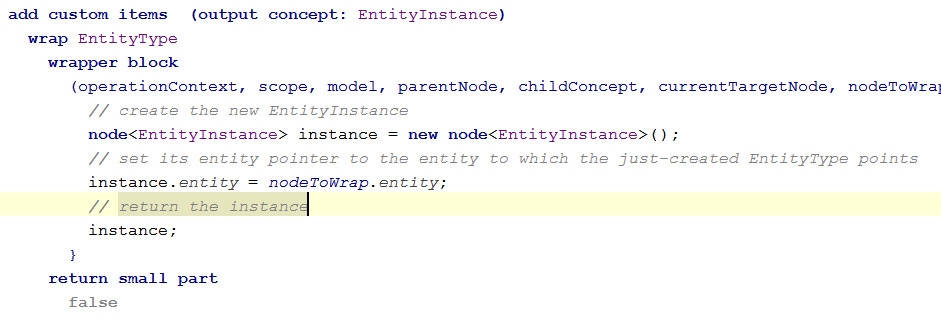 add custom items (output concept: EntityInstance)
wrap EntityType
wrapper block
(operationContext, scope, model, parentNode, childConcept, currentTargetNode, nodeToWrap
// create the new EntityInstance
node<EntityInstance> instance = new node<EntityInstance>();
// set its entity pointer to the entity to which the just-created EntityType points
instance.entity = nodeToWrap.entity;
// return the instance
instance;
}
return small part
false